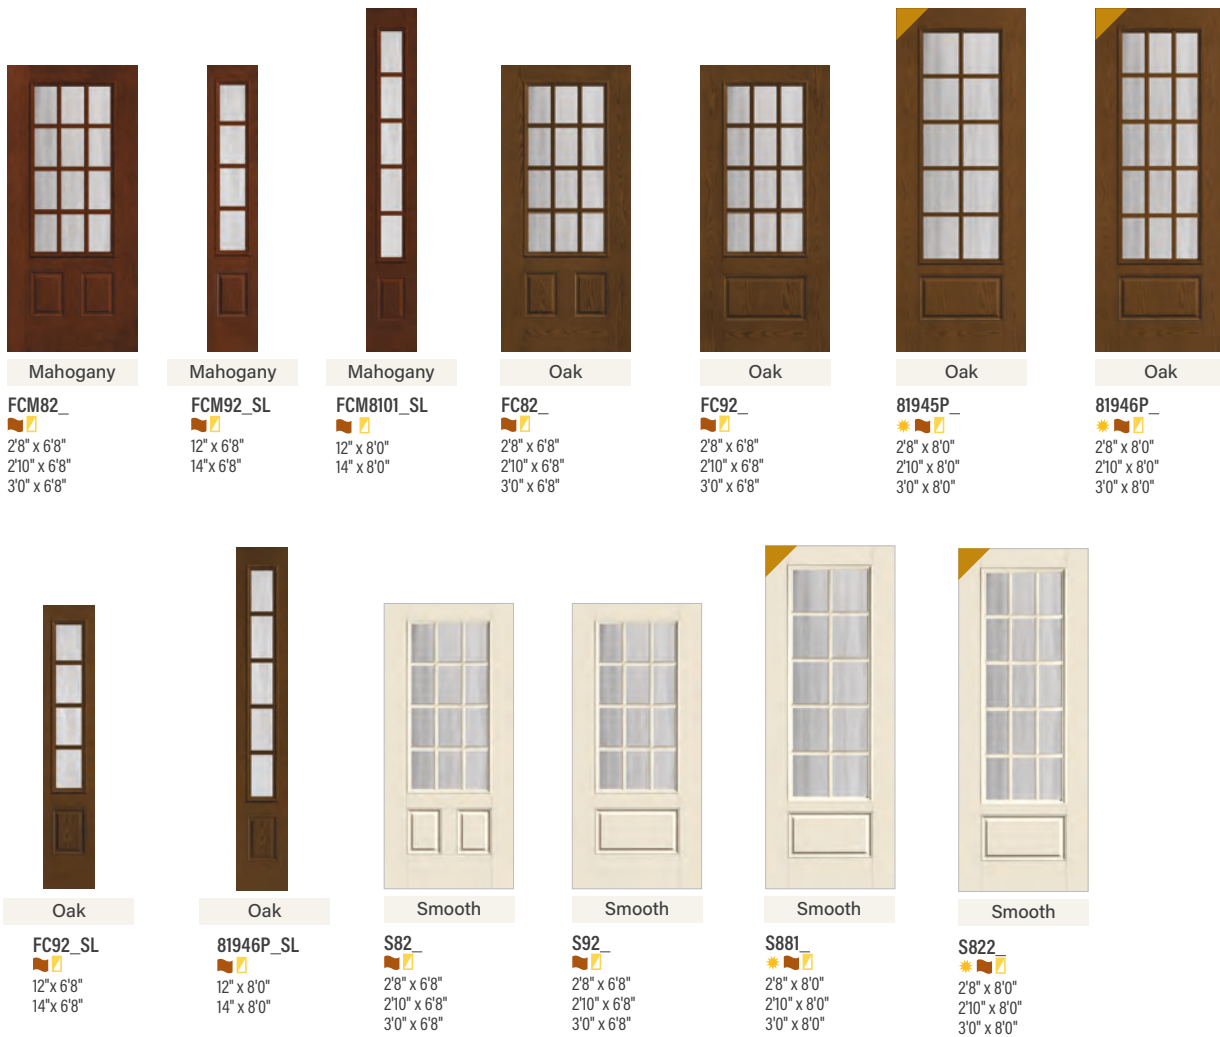 Mahogany
FCM82_
2'8" x 6'8"
2'10" x 6'8"
3'0" x 6'8"
Mahogany
FCM92_SL
12" x 6'8"
14"x 6'8"
Mahogany
FCM8101_SL
12" x 8'0"
14" x 8'0"
Oak
FC82_
2'8" x 6'8"
2'10" x 6'8"
3'0" x 6'8"
Oak
FC92_
2'8" x 6'8"
2'10" x 6'8"
3'0" x 6'8"
Oak
81945P_
2'8" x 8'0"
2'10" x 8'0"
3'0" x 8'0"
Oak
81946P_
2'8" x 8'0"
2'10" x 8'0"
3'0" x 8'0"
Oak
FC92_SL
12"x 6'8"
14"x 6'8"
Oak
81946P_SL
12" x 8'0"
14" x 8'0"
Smooth
S82_
2'8" x 6'8"
2'10" x 6'8"
3'0" x 6'8"
Smooth
S92_
2'8" x 6'8"
2'10" x 6'8"
3'0" x 6'8"
Smooth
S881_
2'8" x 8'0"
2'10" x 8'0"
3'0" x 8'0"
Smooth
S822_
2'8" x 8'0"
2'10" x 8'0"
3'0" x 8'0"